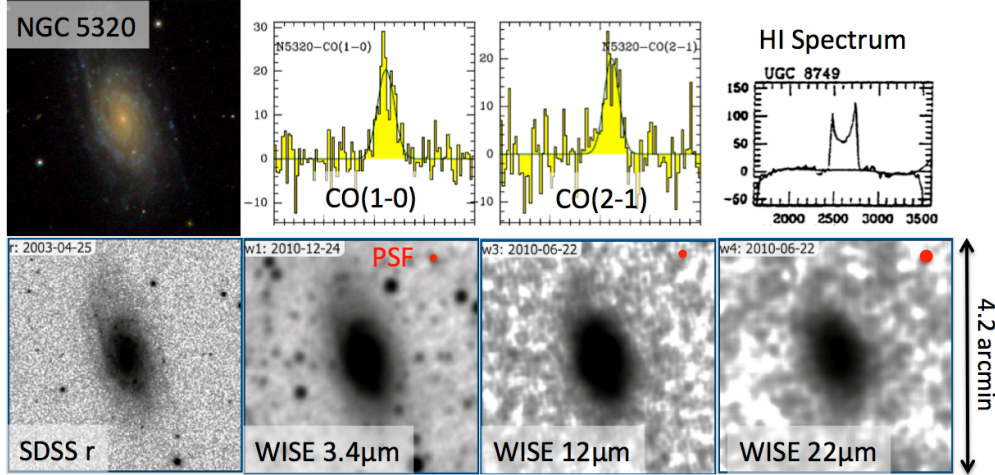 NGC 5320
30
20
10
0
-10
N5320-CO(1-0)
CO(1-0)
20
10
0
-10
N5320-CO(2-1)
CO(2-1)
HI Spectrum
UGC 8749
150
100
50
0
-50
2000 2500 3000 3500
r: 2003-04-25
SDSS r
w1: 2010-12-24
PSF
WISE 3.4μm
w3: 2010-06-22
WISE 12μm
w4: 2010-06-22
WISE 22μm
4.2 arcmin